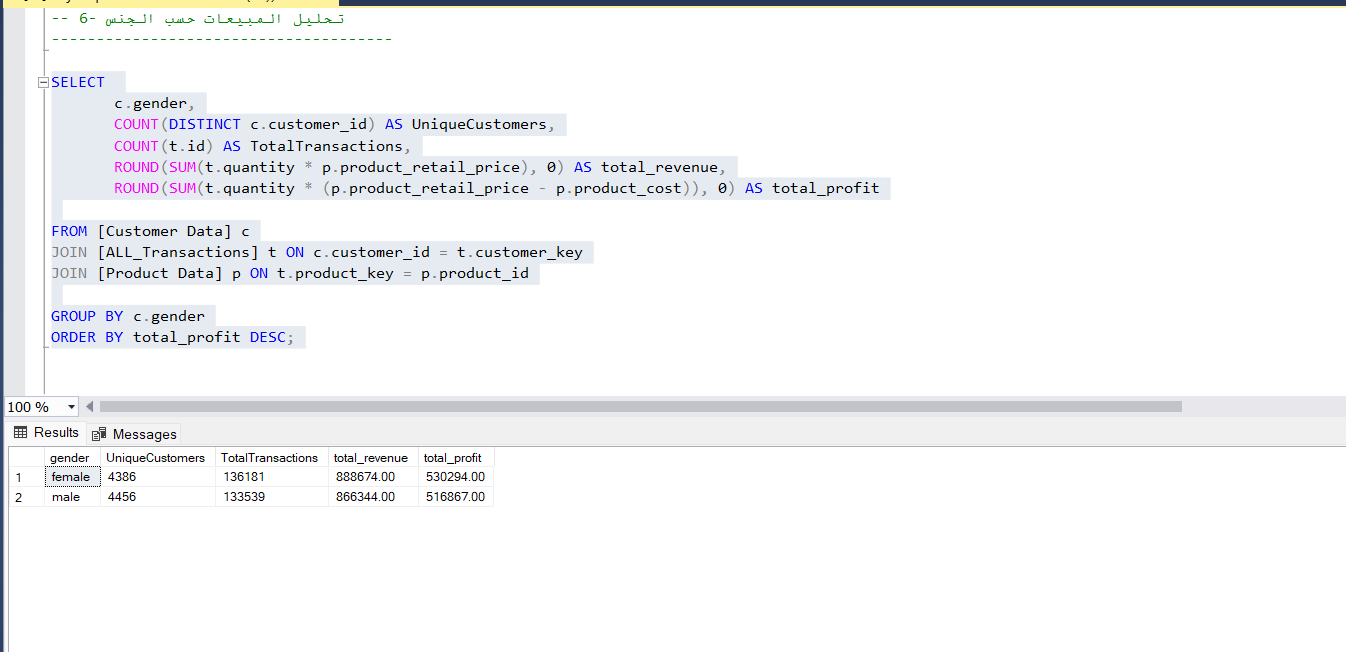 -- 6- تحليل المبيعات حسب الجنس
--------------------------------------
SELECT
c.gender,
COUNT(DISTINCT c.customer_id) AS UniqueCustomers,
COUNT(t.id) AS TotalTransactions,
ROUND(SUM(t.quantity * p.product_retail_price), 0) AS total_revenue,
ROUND(SUM(t.quantity * (p.product_retail_price - p.product_cost)), 0) AS total_profit
FROM [Customer Data] c
JOIN [ALL_Transactions] t ON c.customer_id = t.customer_key
JOIN [Product Data] p ON t.product_key = p.product_id
GROUP BY c.gender
ORDER BY total_profit DESC;
100 %
Results Messages
gender UniqueCustomers TotalTransactions total_revenue total_profit
1 female 4386 136181 888674.00 530294.00
2 male 4456 133539 866344.00 516867.00